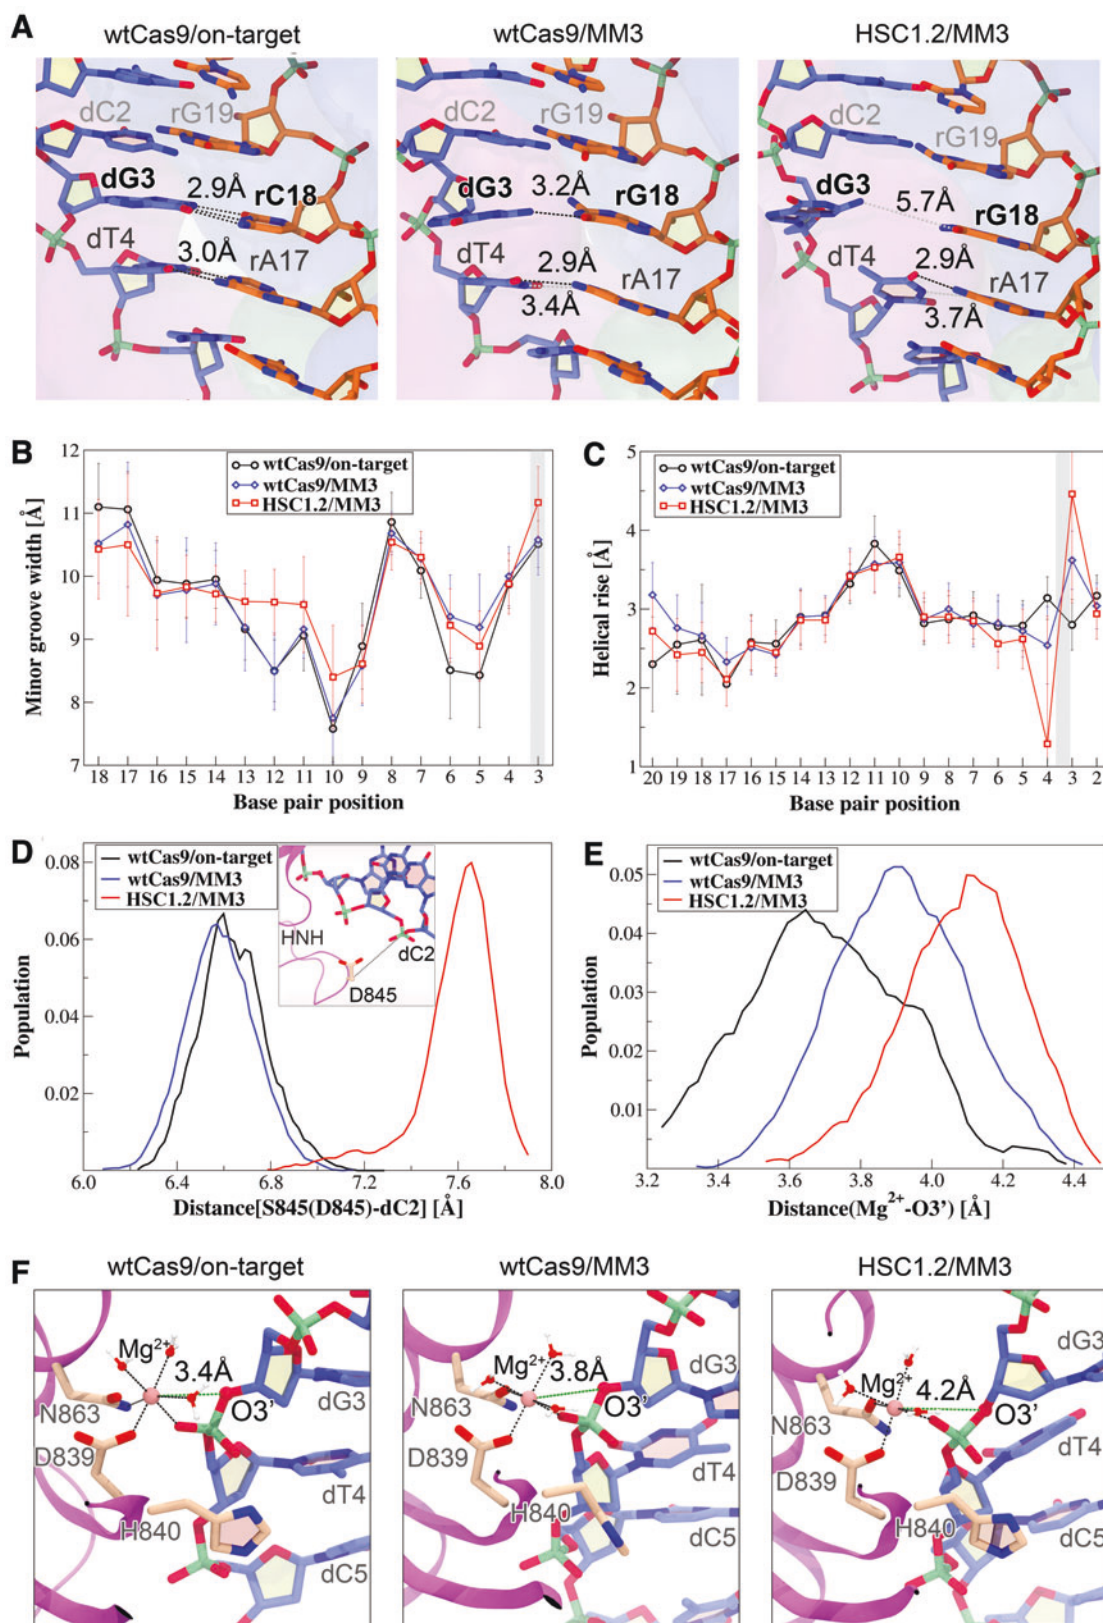 A
wtCas9/on-target
wtCas9/MM3
HSC1.2/MM3
dC2
rG19
dG3
2.9Å
rC18
3.0Å
dT4
rA17
dC2
rG19
dG3
3.2Å
rG18
dT4
2.9Å
rA17
3.4Å
dC2
rG19
dG3
5.7Å
rG18
dT4
2.9Å
rA17
3.7Å
B
wtCas9/on-target
wtCas9/MM3
HSC1.2/MM3
Minor groove width [Å]
12
11
10
9
8
7
18 17 16 15 14 13 12 11 10 9 8 7 6 5 4 3
Base pair position
C
wtCas9/on-target
wtCas9/MM3
HSC1.2/MM3
Helical rise [Å]
5
4
3
2
1
20 19 18 17 16 15 14 13 12 11 10 9 8 7 6 5 4 3 2
Base pair position
D
wtCas9/on-target
wtCas9/MM3
HSC1.2/MM3
HNH
dC2
D845
Population
0.08
0.06
0.04
0.02
6.0 6.4 6.8 7.2 7.6 8.0
Distance[S845(D845)-dC2] [Å]
E
wtCas9/on-target
wtCas9/MM3
HSC1.2/MM3
Population
0.05
0.04
0.03
0.02
0.01
3.2 3.4 3.6 3.8 4.0 4.2 4.4
Distance(Mg2+-O3') [Å]
F
wtCas9/on-target
wtCas9/MM3
HSC1.2/MM3
Mg2+
3.4Å
dG3
N863
O3'
D839
dT4
H840
dC5
Mg2+
3.8Å
dG3
N863
O3'
D839
dT4
H840
dC5
Mg2+
4.2Å
dG3
N863
O3'
dT4
D839
H840
dC5